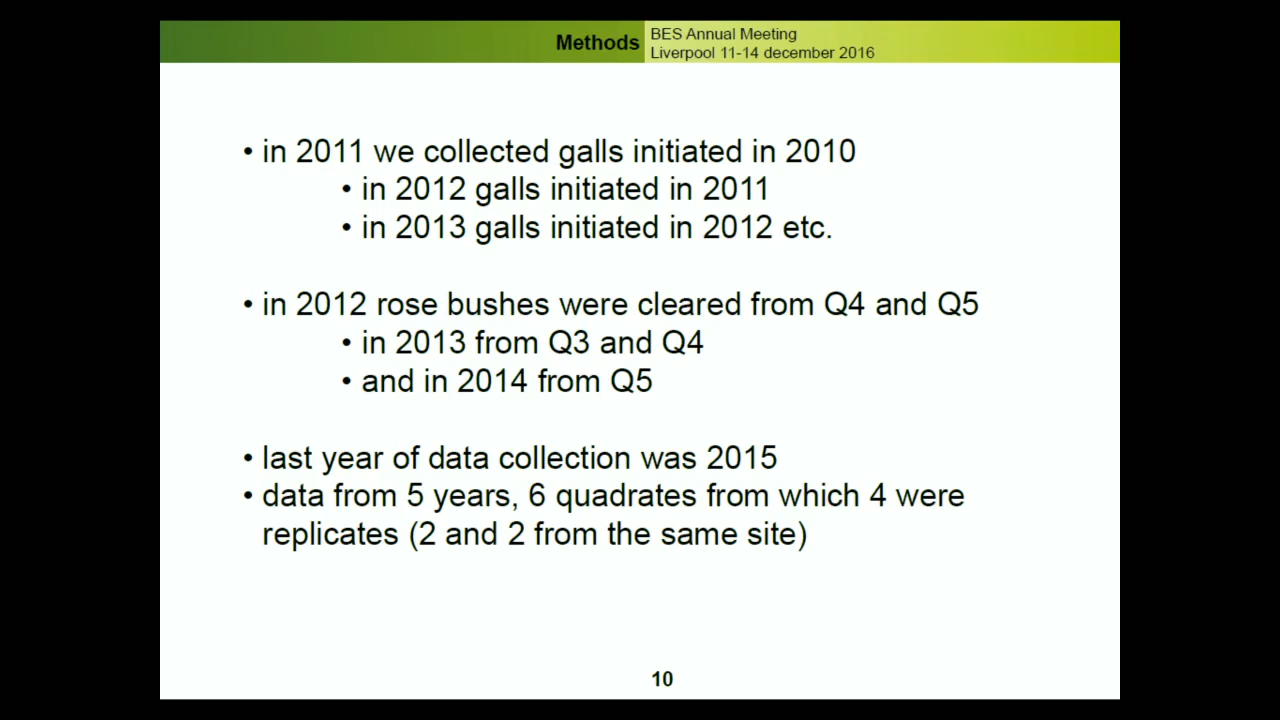 Methods
BES Annual Meeting
Liverpool 11-14 december 2016
• in 2011 we collected galls initiated in 2010
• in 2012 galls initiated in 2011
• in 2013 galls initiated in 2012 etc.
• in 2012 rose bushes were cleared from Q4 and Q5
• in 2013 from Q3 and Q4
• and in 2014 from Q5
• last year of data collection was 2015
• data from 5 years, 6 quadrates from which 4 were
replicates (2 and 2 from the same site)
10